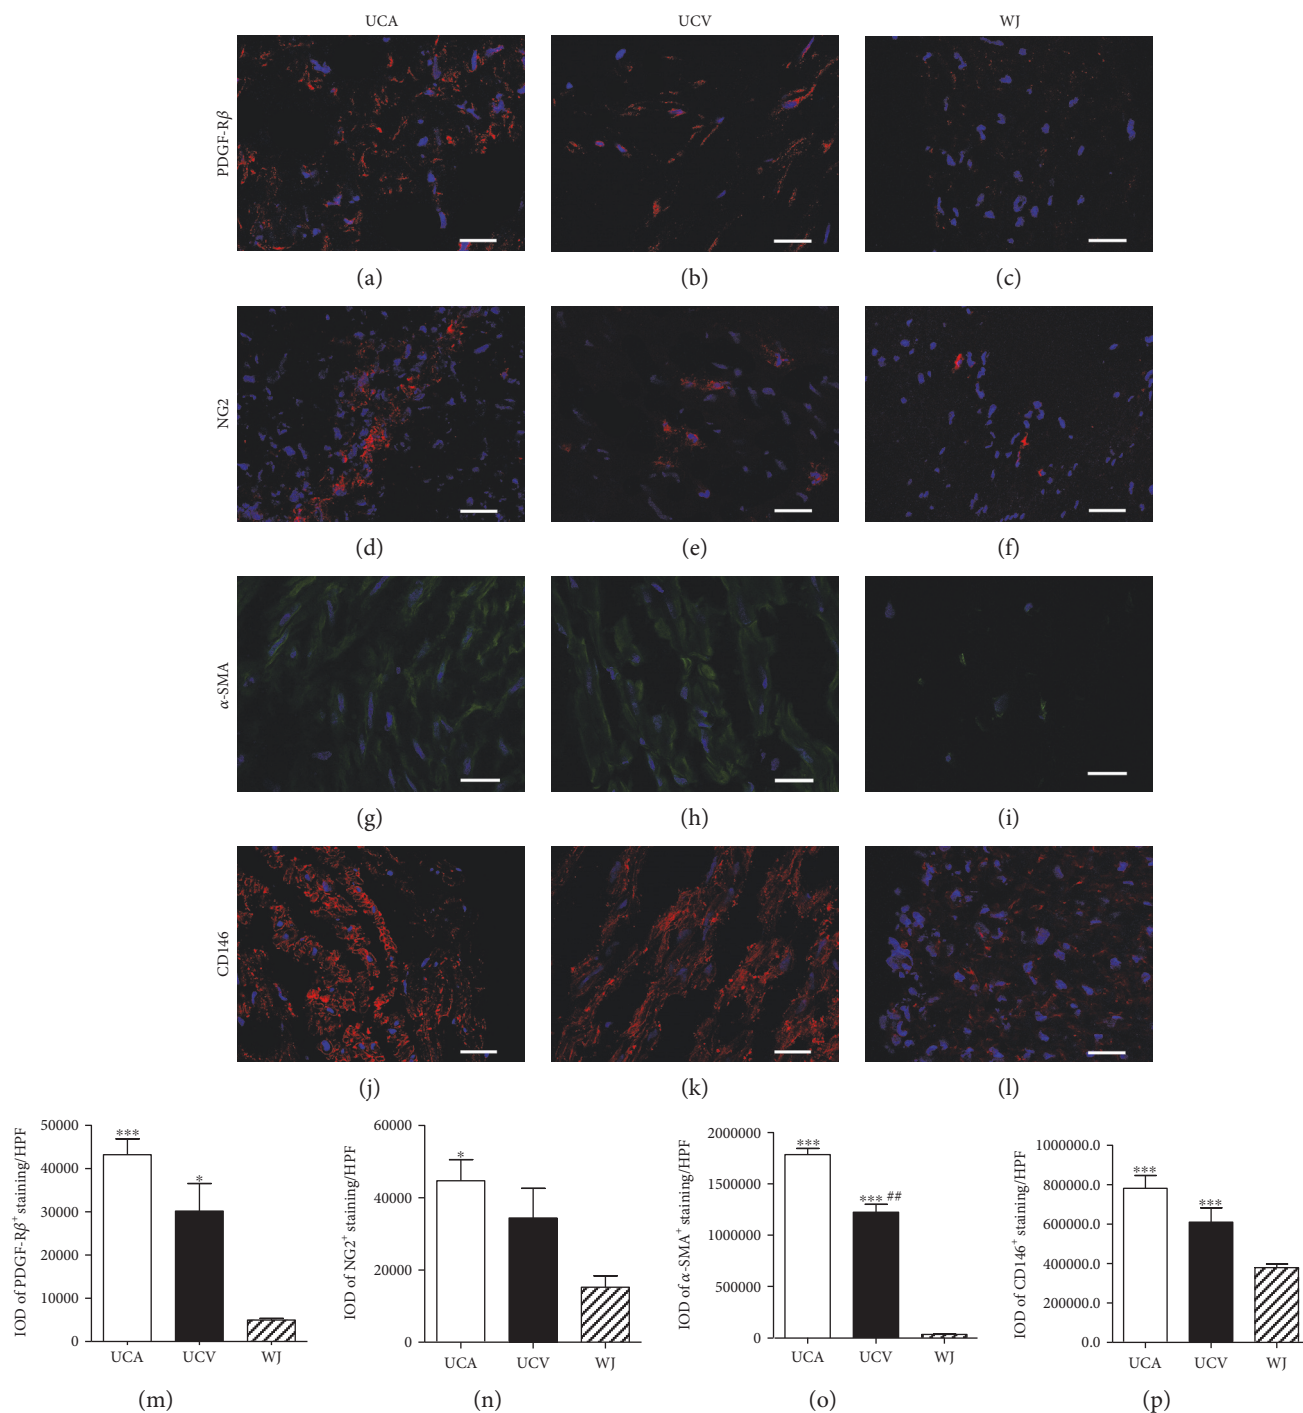 UCA UCV WJ
PDGF-Rβ
(a) (b) (c)
NG2
(d) (e) (f)
α-SMA
(g) (h) (i)
CD146
(j) (k) (l)
IOD of PDGF-Rβ⁺ staining/HPF
50000
40000
30000
20000
10000
0
***
*
UCA UCV WJ
(m)
IOD of NG2⁺ staining/HPF
60000
40000
20000
0
*
UCA UCV WJ
(n)
IOD of α-SMA⁺ staining/HPF
2000000
1500000
1000000
500000
0
***
*** ##
UCA UCV WJ
(o)
IOD of CD146⁺ staining/HPF
1000000.0
800000.0
600000.0
400000.0
200000.0
0.0
***
***
UCA UCV WJ
(p)